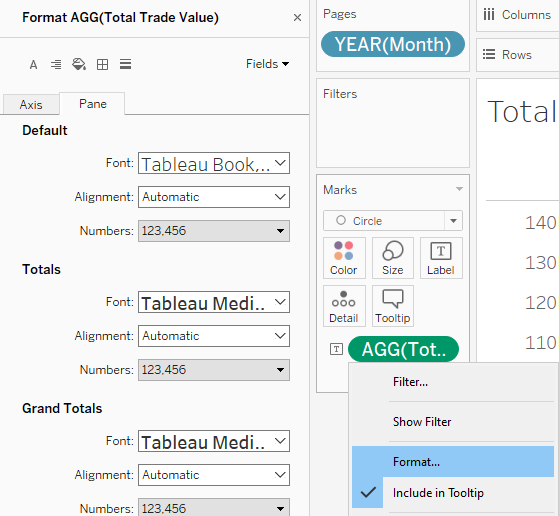 Format AGG(Total Trade Value) ×
A
Fields
Axis
Pane
Default
Font: Tableau Book,..
Alignment: Automatic
Numbers: 123,456
Totals
Font: Tableau Medi..
Alignment: Automatic
Numbers: 123,456
Grand Totals
Font: Tableau Medi..
Alignment: Automatic
Numbers: 123,456
Pages
YEAR(Month)
Filters
Marks
Circle
Color
Size
T
Label
Detail
Tooltip
T
AGG(Tot..
Filter...
Show Filter
Format...
Include in Tooltip
Columns
Rows
Total
140
130
120
110